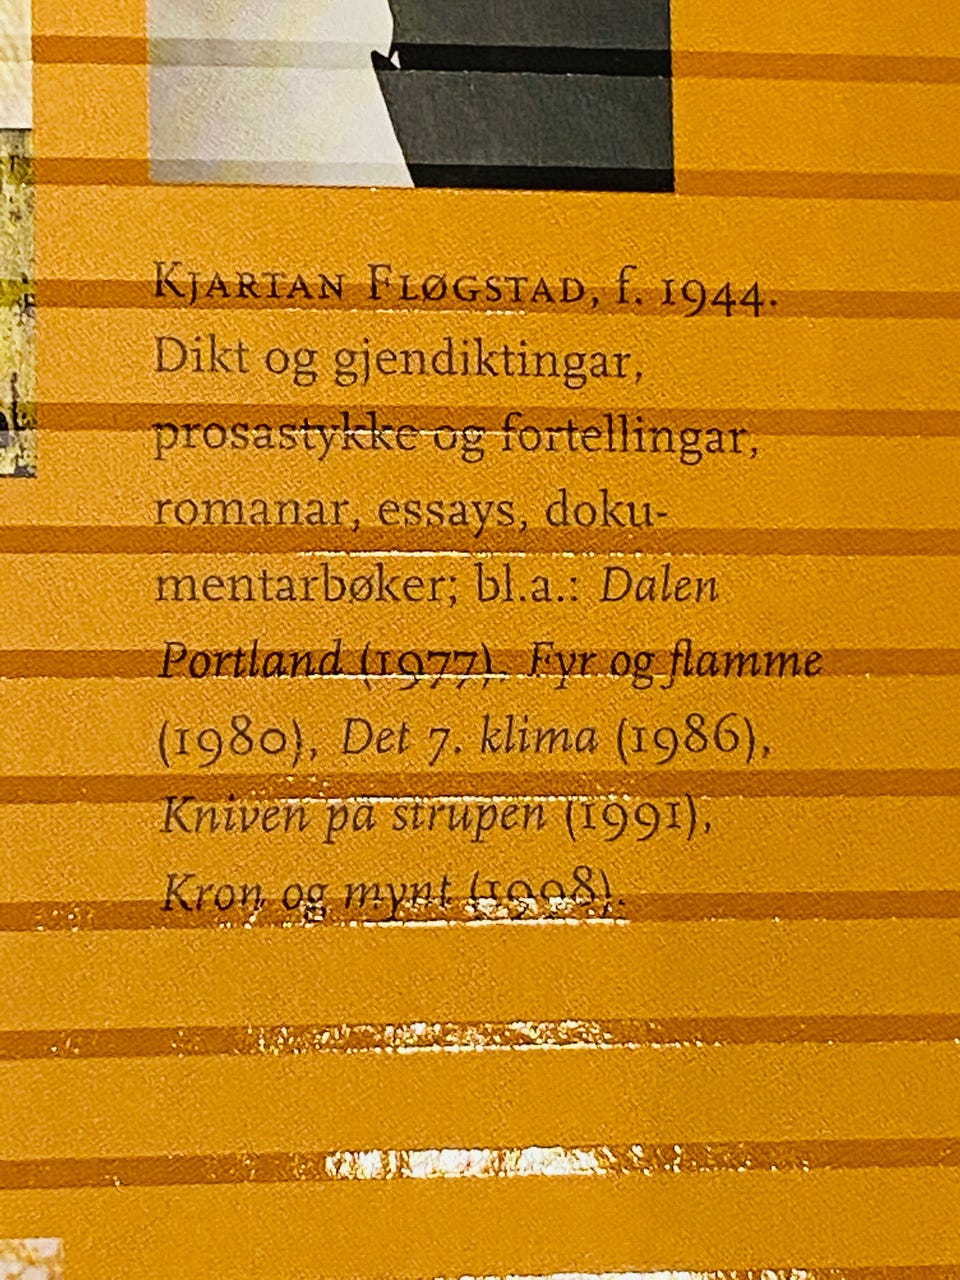 Kjartan Fløgstad, f. 1944.
Dikt og gjendiktingar,
prosastykke og fortellingar,
romanar, essays, doku-
mentarbøker; bl.a.: Dalen
Portland (1977), Fyr og flamme
(1980), Det 7. klima (1986),
Kniven på strupen (1991),
Kron og mynt (1998).